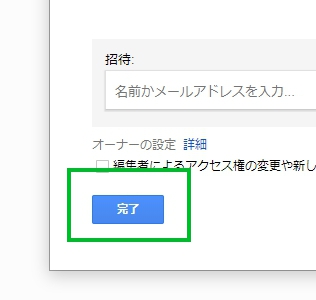 招待:
名前かメールアドレスを入力...
オーナーの設定 詳細
編集者によるアクセス権の変更や新し
完了